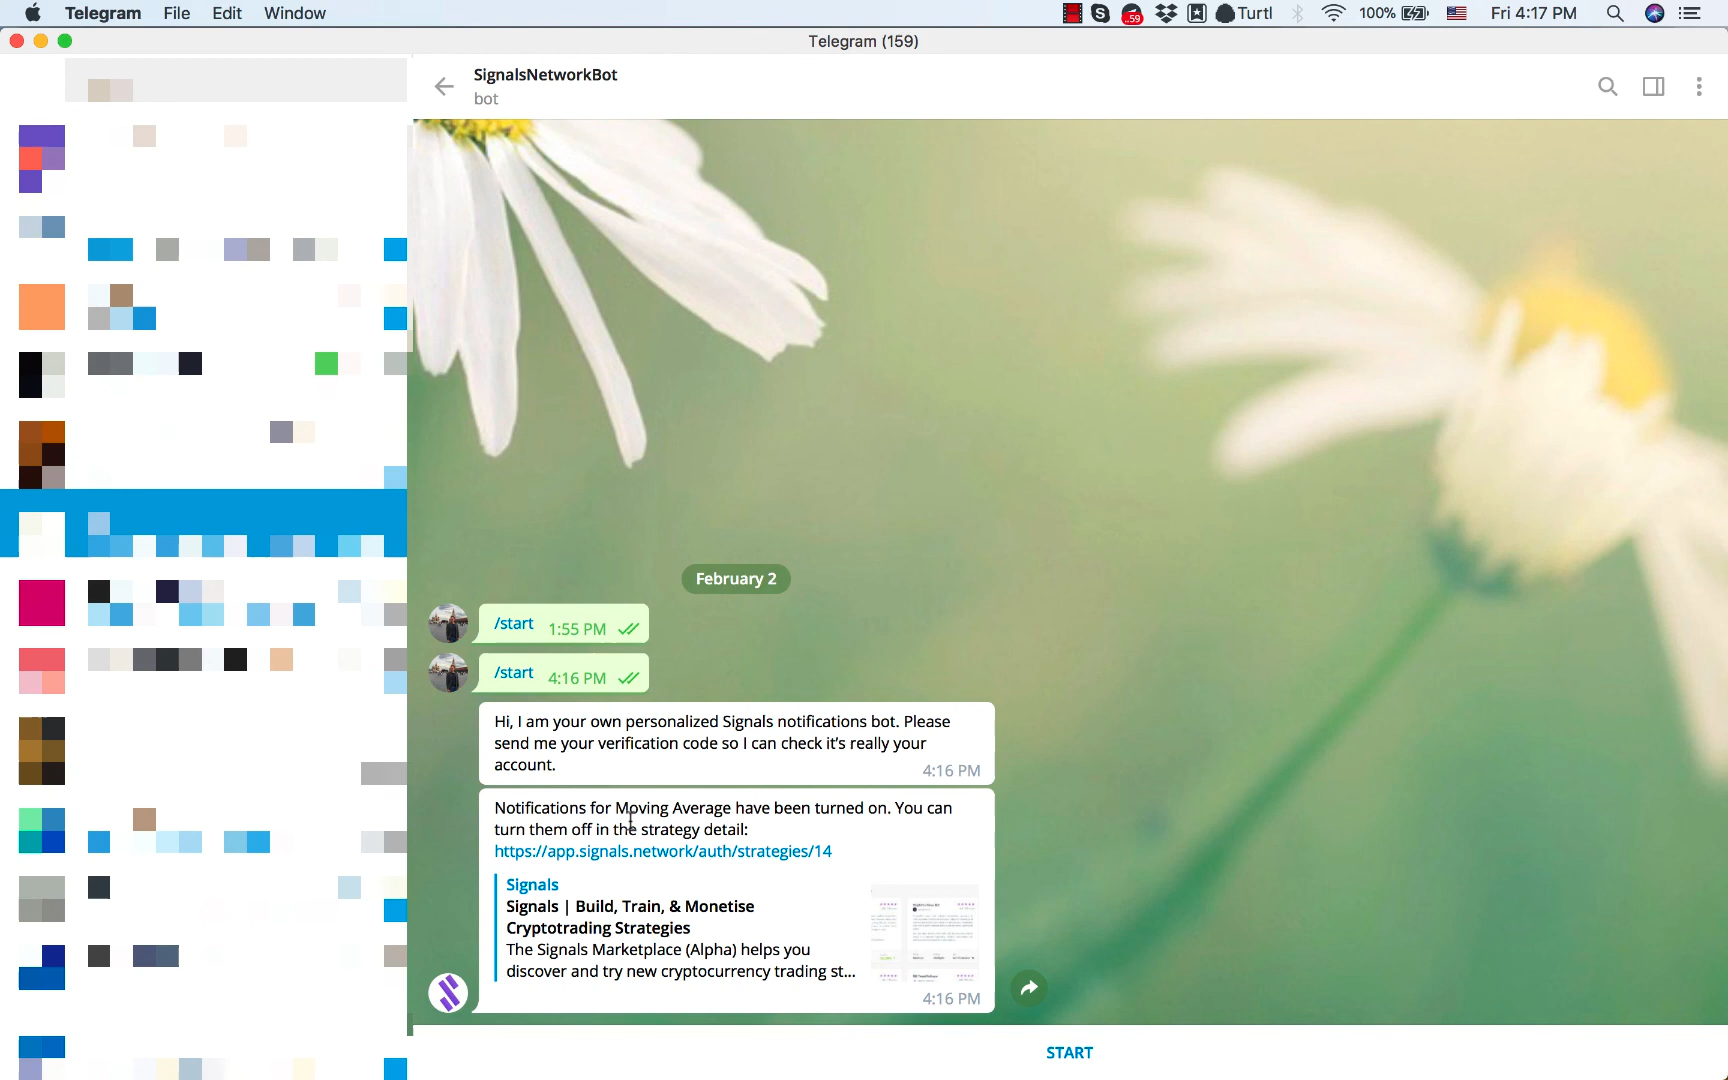 Telegram File Edit Window
.59 Turtl 100% Fri 4:17 PM
Telegram (159)
SignalsNetworkBot
bot
February 2
/start 1:55 PM
/start 4:16 PM
Hi, I am your own personalized Signals notifications bot. Please
send me your verification code so I can check it's really your
account.
4:16 PM
Notifications for Moving Average have been turned on. You can
turn them off in the strategy detail:
https://app.signals.network/auth/strategies/14
Signals
Signals | Build, Train, & Monetise
Cryptotrading Strategies
The Signals Marketplace (Alpha) helps you
discover and try new cryptocurrency trading st...
4:16 PM
START